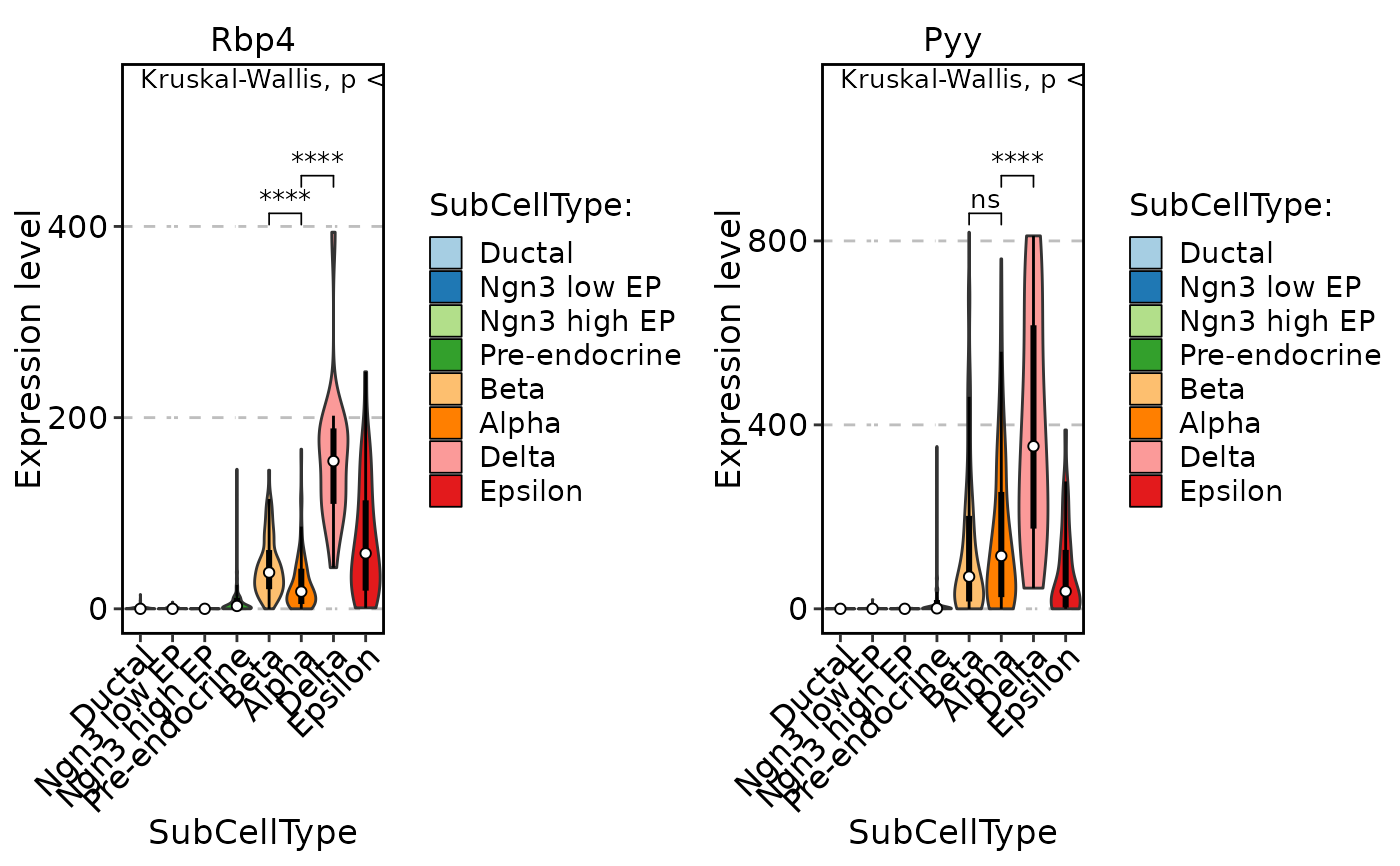 Rbp4
Kruskal-Wallis, p <
****
****
400
200
0
Expression level
Ductal
Ngn3 low EP
Ngn3 high EP
Pre-endocrine
Beta
Alpha
Delta
Epsilon
SubCellType
SubCellType:
Ductal
Ngn3 low EP
Ngn3 high EP
Pre-endocrine
Beta
Alpha
Delta
Epsilon
Pyy
Kruskal-Wallis, p <
****
ns
800
400
0
Expression level
Ductal
Ngn3 low EP
Ngn3 high EP
Pre-endocrine
Beta
Alpha
Delta
Epsilon
SubCellType
SubCellType:
Ductal
Ngn3 low EP
Ngn3 high EP
Pre-endocrine
Beta
Alpha
Delta
Epsilon